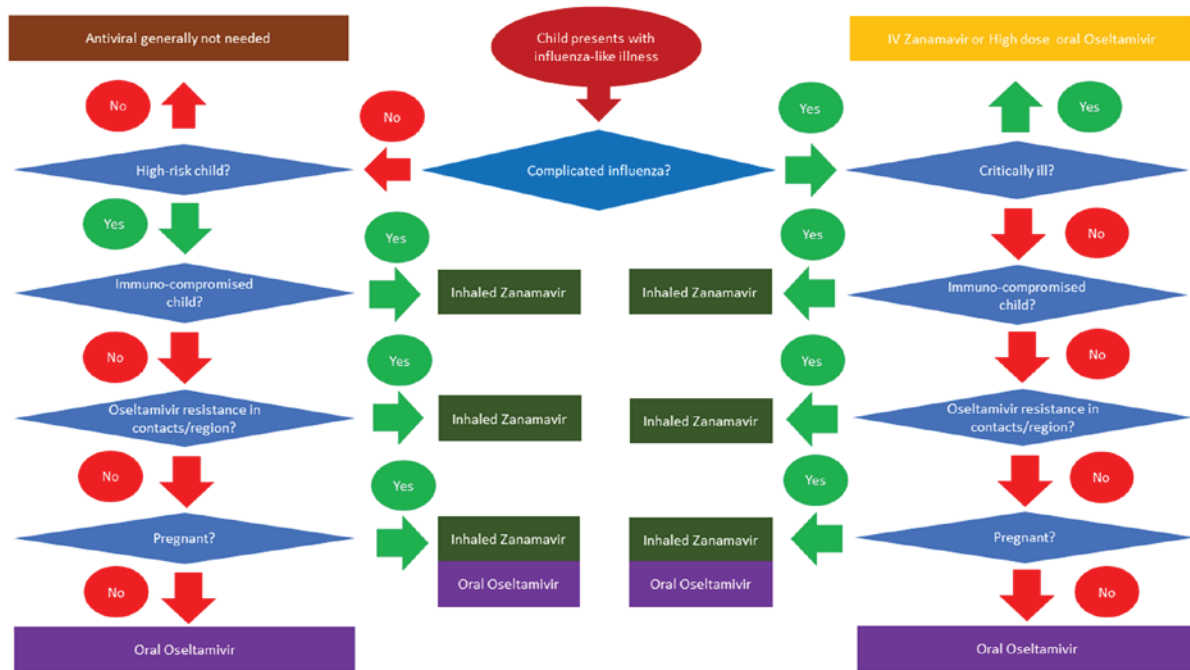 Antiviral generally not needed
Child presents with
influenza-like illness
IV Zanamavir or High dose oral Oseltamivir
No
No
Yes
Yes
High-risk child?
Complicated influenza?
Critically ill?
Yes
Yes
Yes
No
Immuno-compromised
child?
Inhaled Zanamavir
Inhaled Zanamavir
Immuno-compromised
child?
No
Yes
Yes
No
Oseltamivir resistance in
contacts/region?
Inhaled Zanamavir
Inhaled Zanamavir
Oseltamivir resistance in
contacts/region?
No
Yes
Yes
No
Pregnant?
Inhaled Zanamavir
Inhaled Zanamavir
Pregnant?
Oral Oseltamivir
Oral Oseltamivir
No
No
Oral Oseltamivir
Oral Oseltamivir